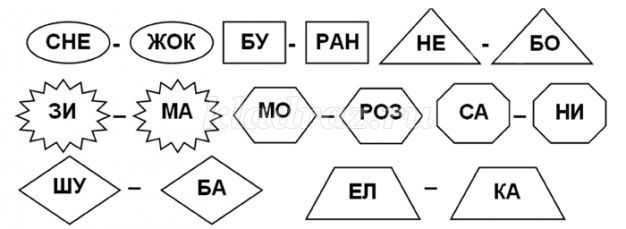 СНЕ - ЖОК БУ - РАН НЕ - БО
ЗИ - МА МО - РОЗ СА - НИ
ШУ - БА ЕЛ - КА